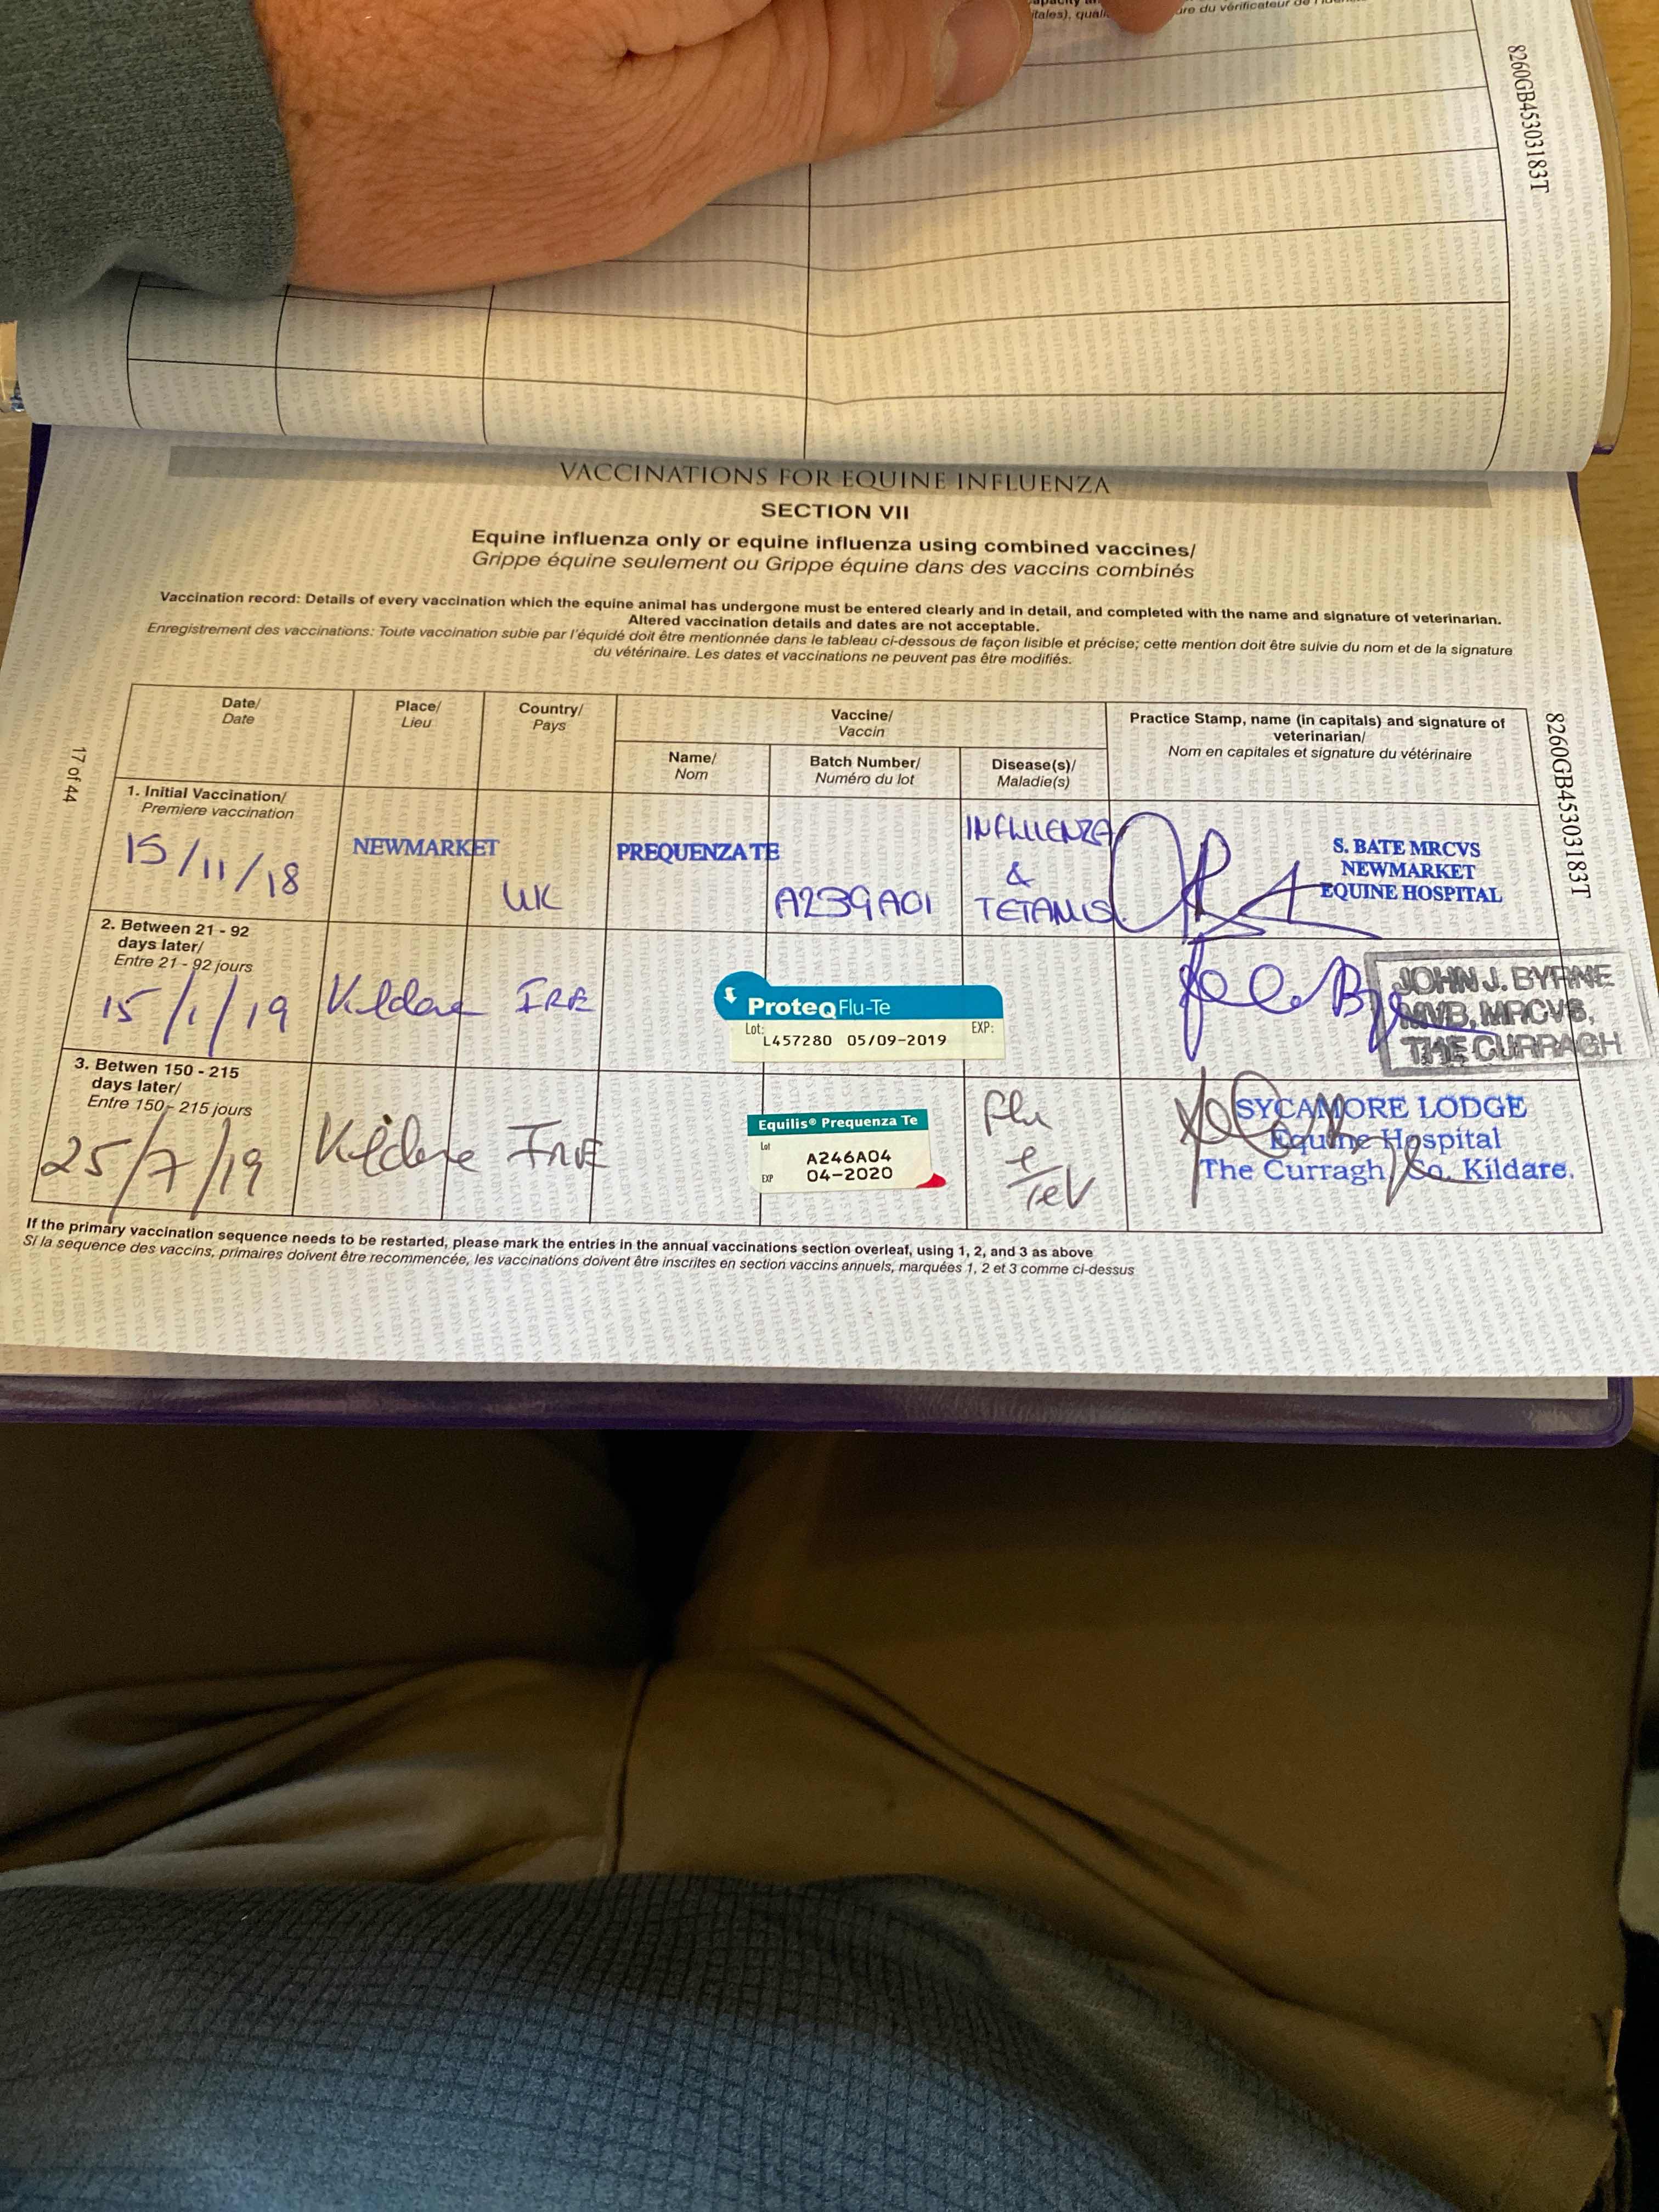 itales), quali
ure du vérificateur de l'iden
8260GB45303183T
VACCINATIONS FOR EQUINE INFLUENZA
SECTION VII
Equine influenza only or equine influenza using combined vaccines/
Grippe équine seulement ou Grippe équine dans des vaccins combinés
Vaccination record: Details of every vaccination which the equine animal has undergone must be entered clearly and in detail, and completed with the name and signature of veterinarian.
Altered vaccination details and dates are not acceptable.
Enregistrement des vaccinations: Toute vaccination subie par l'équidé doit être mentionnée dans le tableau ci-dessous de façon lisible et précise; cette mention doit être suivie du nom et de la signature
du vétérinaire. Les dates et vaccinations ne peuvent pas être modifiés.
17 of 44
8260GB45303183T
Date/
Date
Place/
Lieu
Country/
Pays
Vaccine/
Vaccin
Name/
Nom
Batch Number/
Numéro du lot
Disease(s)/
Maladie(s)
Practice Stamp, name (in capitals) and signature of
veterinarian/
Nom en capitales et signature du vétérinaire
1. Initial Vaccination/
Premiere vaccination
15/11/18
NEWMARKET
UK
PREQUENZA TE
A239A01
INFLUENZA
&
TETANUS
S. BATE MRCVS
NEWMARKET
EQUINE HOSPITAL
2. Between 21 - 92
days later/
Entre 21 - 92 jours
15/1/19
Kildare
IRE
ProteqFlu-Te
Lot:
EXP:
L457280 05/09-2019
JOHN J. BYRNE
MVB, MRCVS,
THE CURRAGH
3. Betwen 150 - 215
days later/
Entre 150 - 215 jours
25/7/19
Kildare
IRE
Equilis® Prequenza Te
Lot
A246A04
EXP
04-2020
Flu
e
Tet
SYCAMORE LODGE
Equine Hospital
The Curragh, Co. Kildare.
If the primary vaccination sequence needs to be restarted, please mark the entries in the annual vaccinations section overleaf, using 1, 2, and 3 as above
Si la sequence des vaccins, primaires doivent être recommencée, les vaccinations doivent être inscrites en section vaccins annuels, marquées 1, 2 et 3 comme ci-dessus